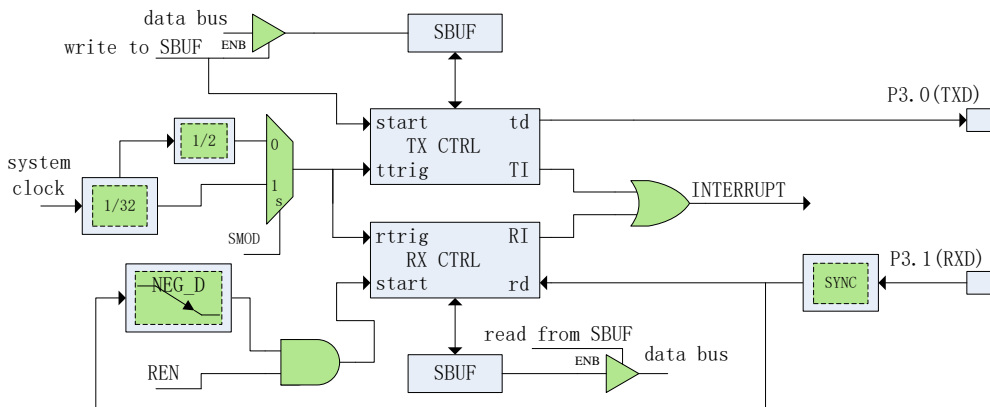 data bus
SBUF
ENB
write to SBUF
P3.0(TXD)
start td
TX CTRL
ttrig TI
1/2
0
system
clock
1/32
1
s
INTERRUPT
SMOD
rtrig RI
RX CTRL
start rd
P3.1(RXD)
SYNC
NEG_D
read from SBUF
ENB
data bus
REN
SBUF